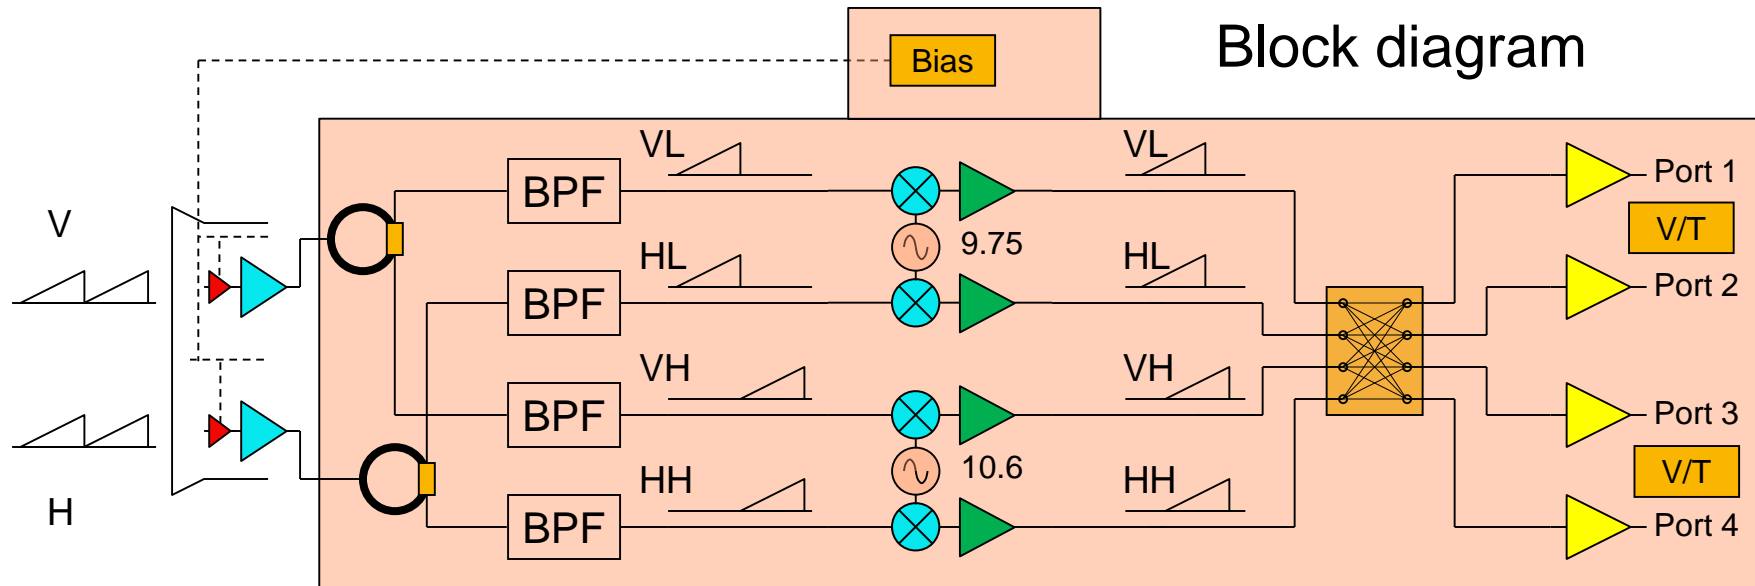 Block diagram
Bias
V
H
BPF
BPF
BPF
BPF
VL
HL
VH
HH
9.75
10.6
VL
HL
VH
HH
Port 1
V/T
Port 2
Port 3
V/T
Port 4